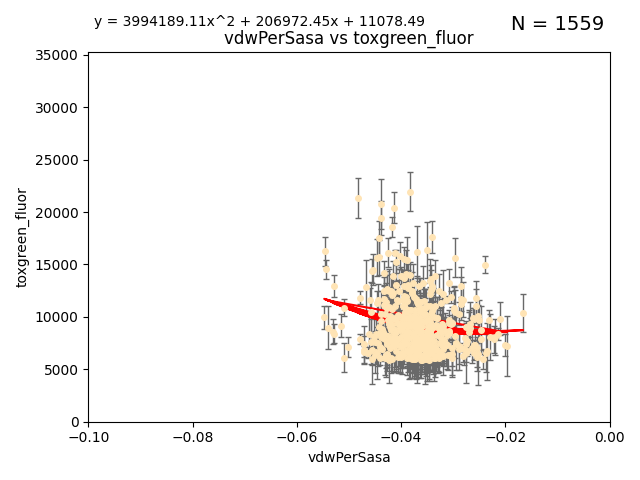 y = 3994189.11x^2 + 206972.45x + 11078.49
N = 1559
vdwPerSasa vs toxgreen_fluor
35000
30000
25000
20000
15000
10000
5000
0
toxgreen_fluor
−0.10
−0.08
−0.06
−0.04
−0.02
0.00
vdwPerSasa